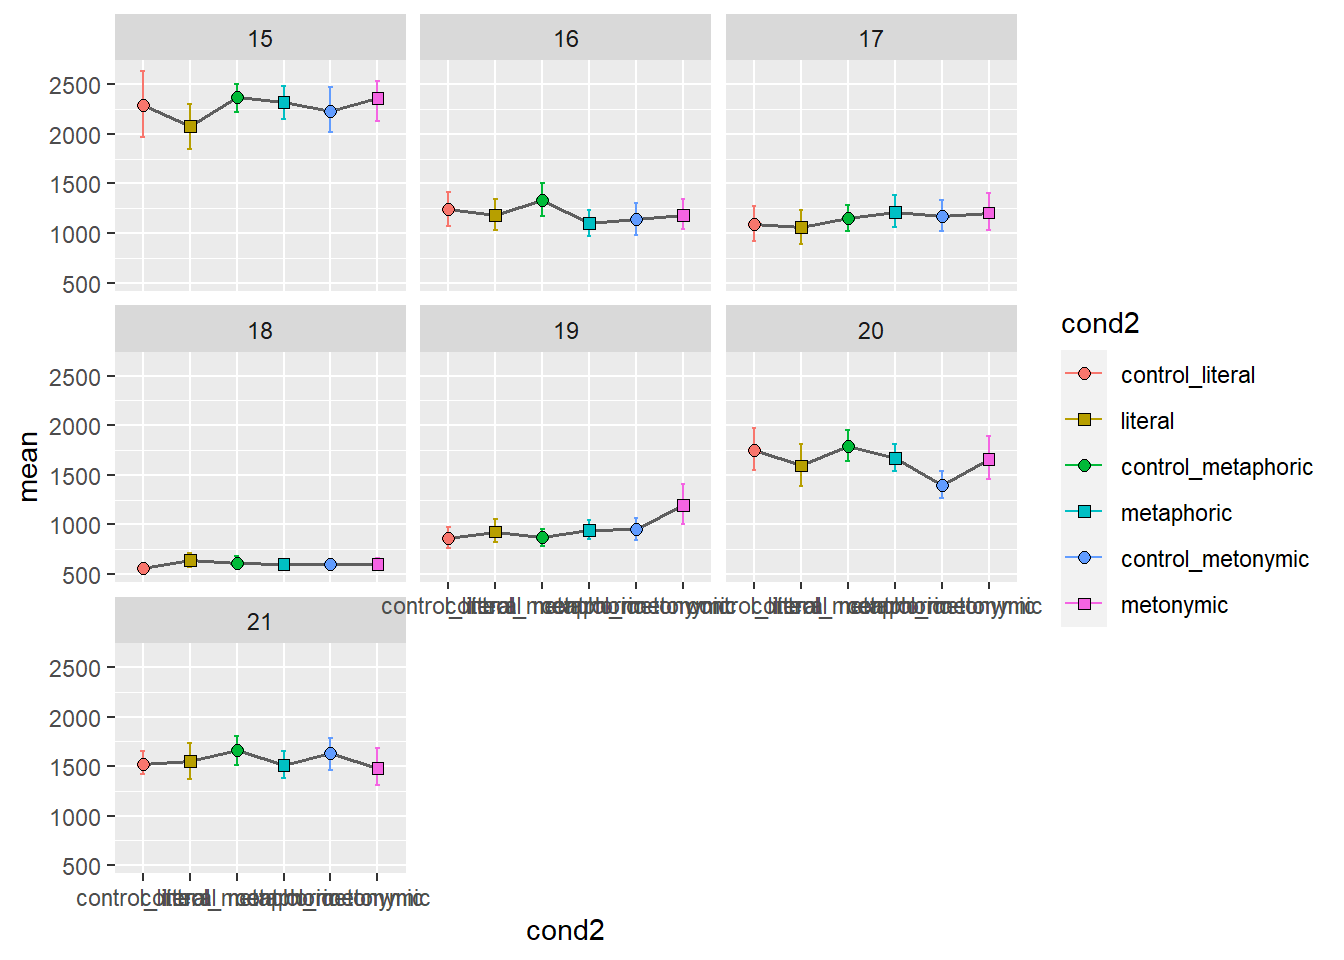 15 16 17
2500
2000
1500
1000
500
18 19 20
2500
2000
1500
1000
500
21
2500
2000
1500
1000
500
mean
cond2
cond2
control_literal
literal
control_metaphoric
metaphoric
control_metonymic
metonymic